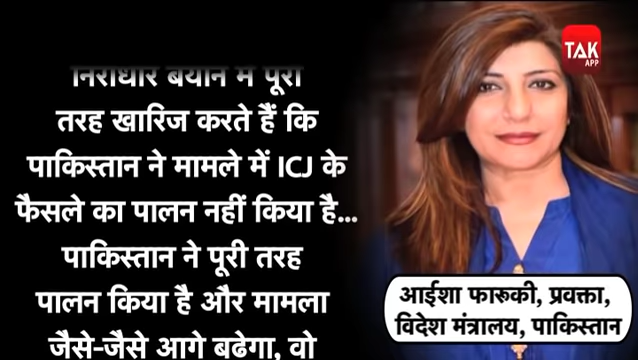 निराधार बयान में पूरी
तरह खारिज करते हैं कि
पाकिस्तान ने मामले में ICJ के
फैसले का पालन नहीं किया है...
पाकिस्तान ने पूरी तरह
पालन किया है और मामला
जैसे-जैसे आगे बढेगा, वो
TAK
APP
आईशा फारूकी, प्रवक्ता,
विदेश मंत्रालय, पाकिस्तान